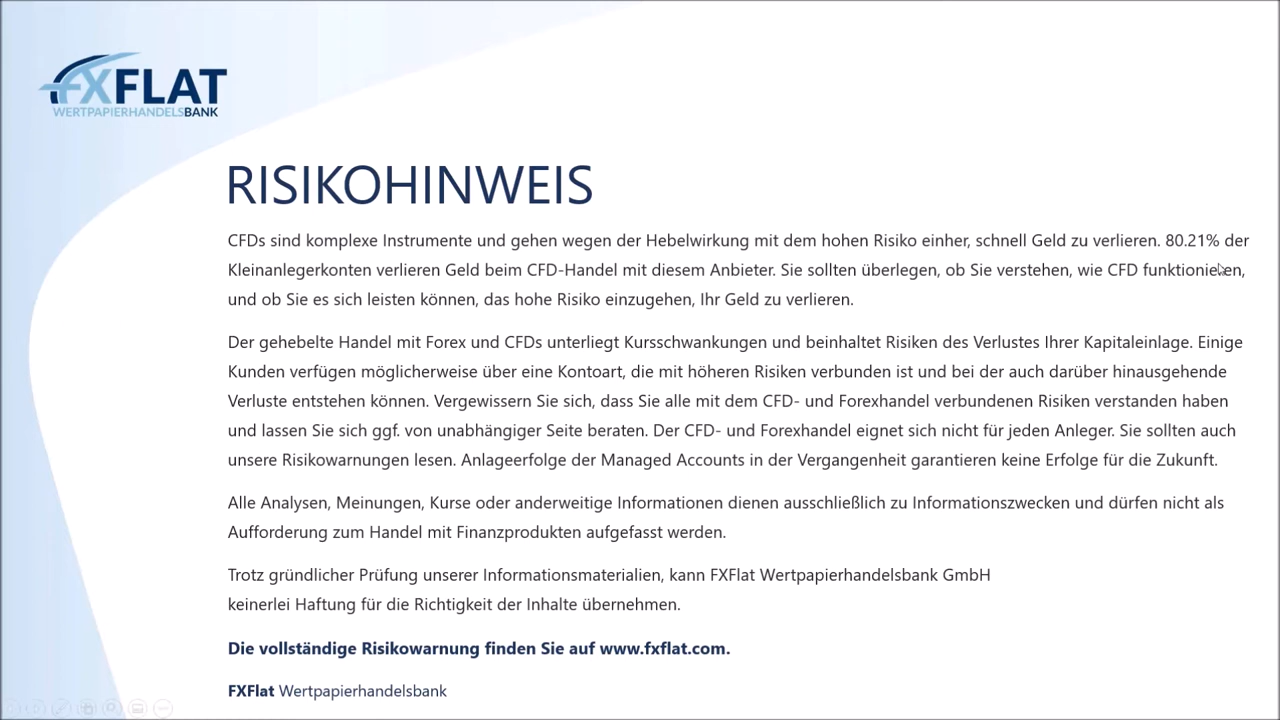 FXFLAT
WERTPAPIERHANDELSBANK
RISIKOHINWEIS
CFDs sind komplexe Instrumente und gehen wegen der Hebelwirkung mit dem hohen Risiko einher, schnell Geld zu verlieren. 80.21% der
Kleinanlegerkonten verlieren Geld beim CFD-Handel mit diesem Anbieter. Sie sollten überlegen, ob Sie verstehen, wie CFD funktionieren,
und ob Sie es sich leisten können, das hohe Risiko einzugehen, Ihr Geld zu verlieren.
Der gehebelte Handel mit Forex und CFDs unterliegt Kursschwankungen und beinhaltet Risiken des Verlustes Ihrer Kapitaleinlage. Einige
Kunden verfügen möglicherweise über eine Kontoart, die mit höheren Risiken verbunden ist und bei der auch darüber hinausgehende
Verluste entstehen können. Vergewissern Sie sich, dass Sie alle mit dem CFD- und Forexhandel verbundenen Risiken verstanden haben
und lassen Sie sich ggf. von unabhängiger Seite beraten. Der CFD- und Forexhandel eignet sich nicht für jeden Anleger. Sie sollten auch
unsere Risikowarnungen lesen. Anlageerfolge der Managed Accounts in der Vergangenheit garantieren keine Erfolge für die Zukunft.
Alle Analysen, Meinungen, Kurse oder anderweitige Informationen dienen ausschließlich zu Informationszwecken und dürfen nicht als
Aufforderung zum Handel mit Finanzprodukten aufgefasst werden.
Trotz gründlicher Prüfung unserer Informationsmaterialien, kann FXFlat Wertpapierhandelsbank GmbH
keinerlei Haftung für die Richtigkeit der Inhalte übernehmen.
Die vollständige Risikowarnung finden Sie auf www.fxflat.com.
FXFlat Wertpapierhandelsbank